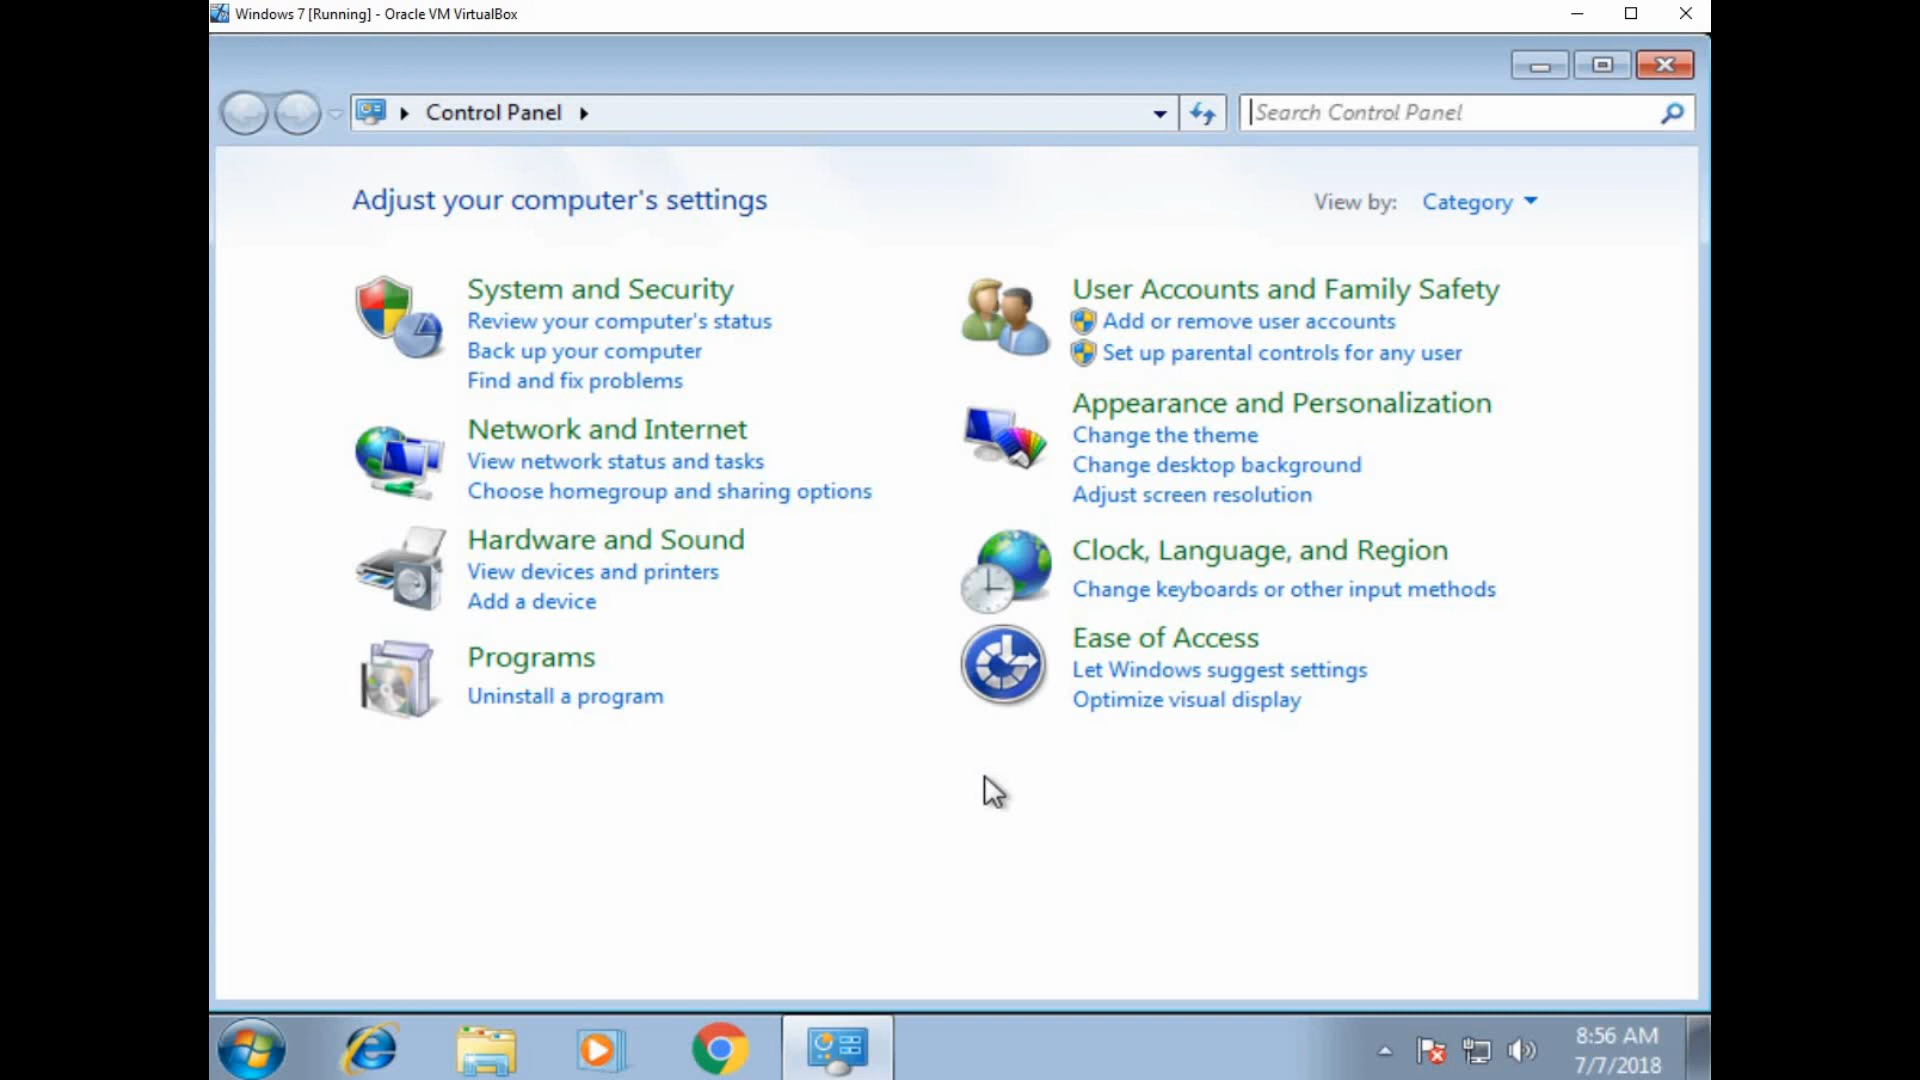 Windows 7 [Running] - Oracle VM VirtualBox
Control Panel
Search Control Panel
Adjust your computer's settings
View by: Category
System and Security
Review your computer's status
Back up your computer
Find and fix problems
Network and Internet
View network status and tasks
Choose homegroup and sharing options
Hardware and Sound
View devices and printers
Add a device
Programs
Uninstall a program
User Accounts and Family Safety
Add or remove user accounts
Set up parental controls for any user
Appearance and Personalization
Change the theme
Change desktop background
Adjust screen resolution
Clock, Language, and Region
Change keyboards or other input methods
Ease of Access
Let Windows suggest settings
Optimize visual display
8:56 AM
7/7/2018